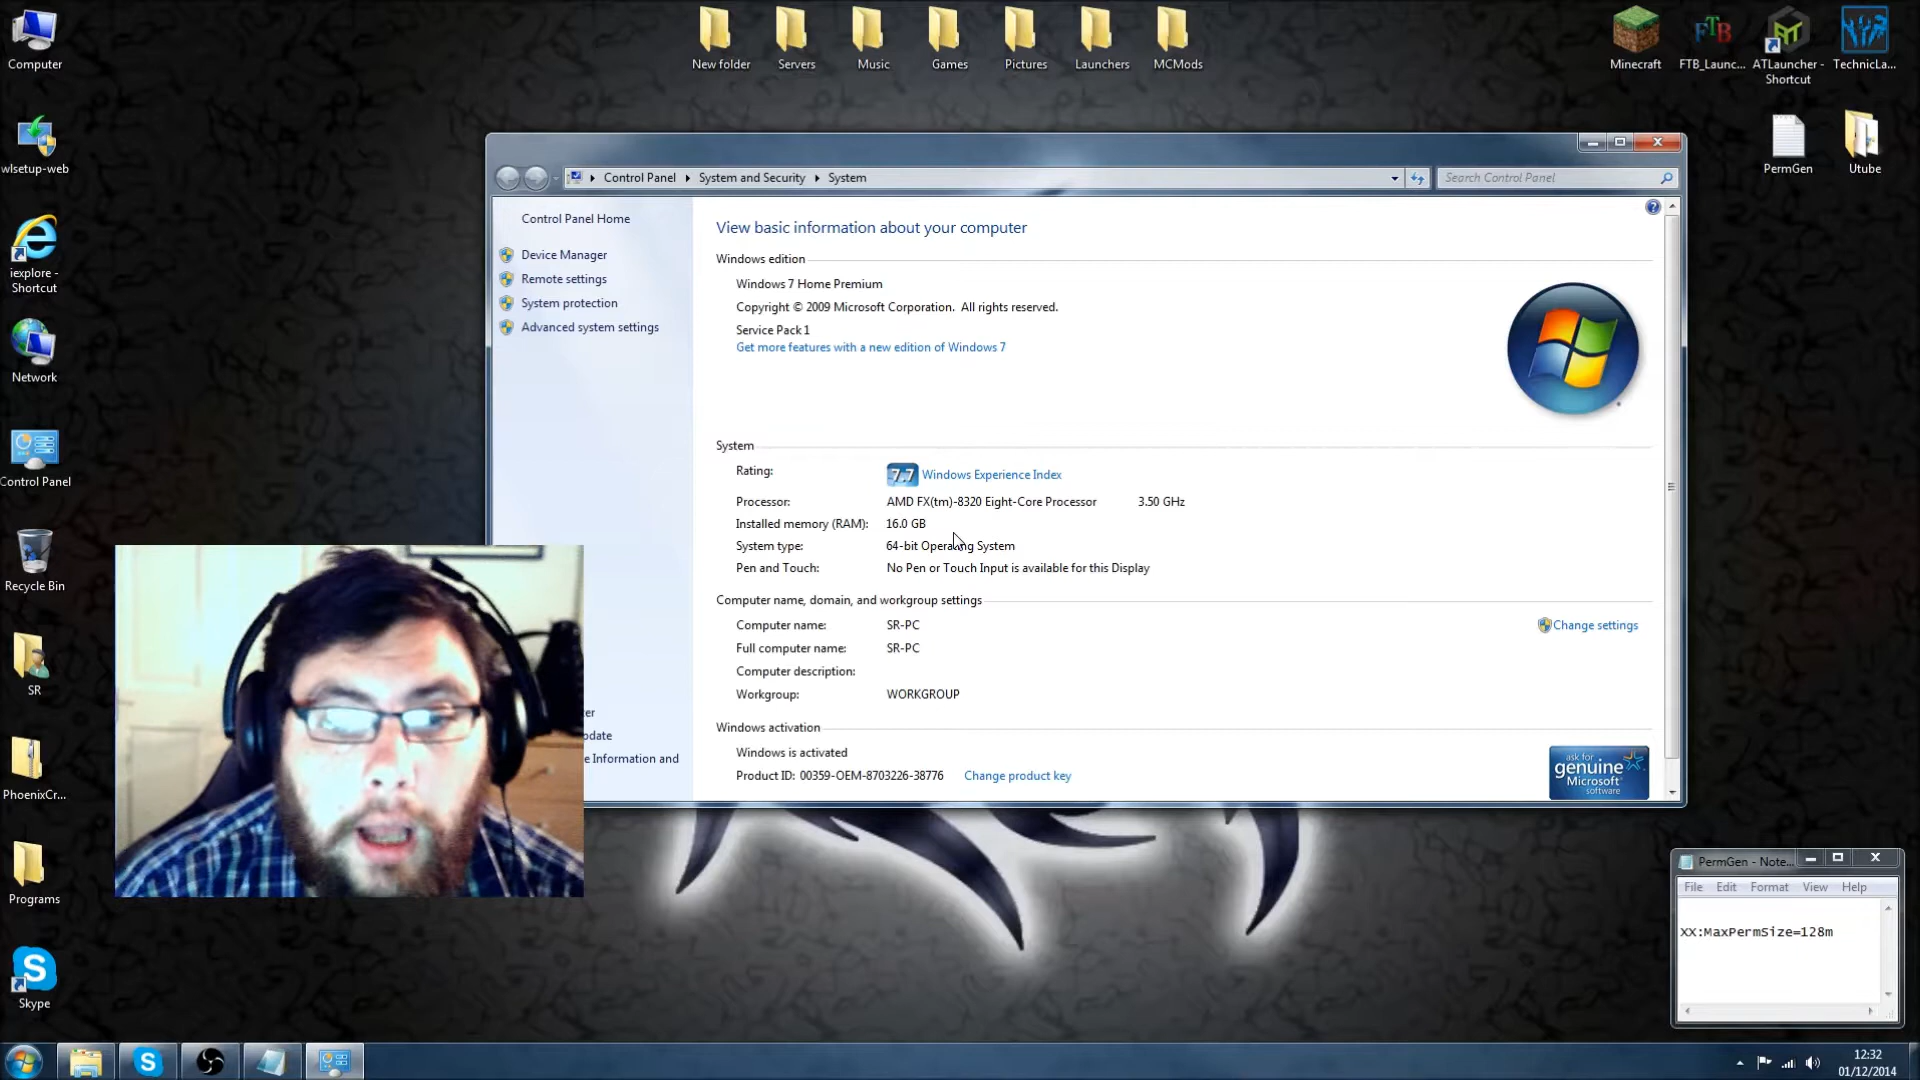 Computer
wlsetup-web
iexplore -
Shortcut
Network
Control Panel
Recycle Bin
SR
PhoenixCr...
Programs
Skype
New folder
Servers
Music
Games
Pictures
Launchers
MCMods
Minecraft
FTB_Launc...
ATLauncher -
Shortcut
TechnicLa...
PermGen
Utube
Control Panel
System and Security
System
Search Control Panel
Control Panel Home
Device Manager
Remote settings
System protection
Advanced system settings
ter
pdate
e Information and
View basic information about your computer
Windows edition
Windows 7 Home Premium
Copyright © 2009 Microsoft Corporation. All rights reserved.
Service Pack 1
Get more features with a new edition of Windows 7
System
Rating:
7.7 Windows Experience Index
Processor: AMD FX(tm)-8320 Eight-Core Processor 3.50 GHz
Installed memory (RAM): 16.0 GB
System type: 64-bit Operating System
Pen and Touch: No Pen or Touch Input is available for this Display
Computer name, domain, and workgroup settings
Computer name: SR-PC
Change settings
Full computer name: SR-PC
Computer description:
Workgroup: WORKGROUP
Windows activation
Windows is activated
Product ID: 00359-OEM-8703226-38776 Change product key
ask for
genuine
Microsoft
software
PermGen - Note...
File Edit Format View Help
XX:MaxPermSize=128m
12:32
01/12/2014